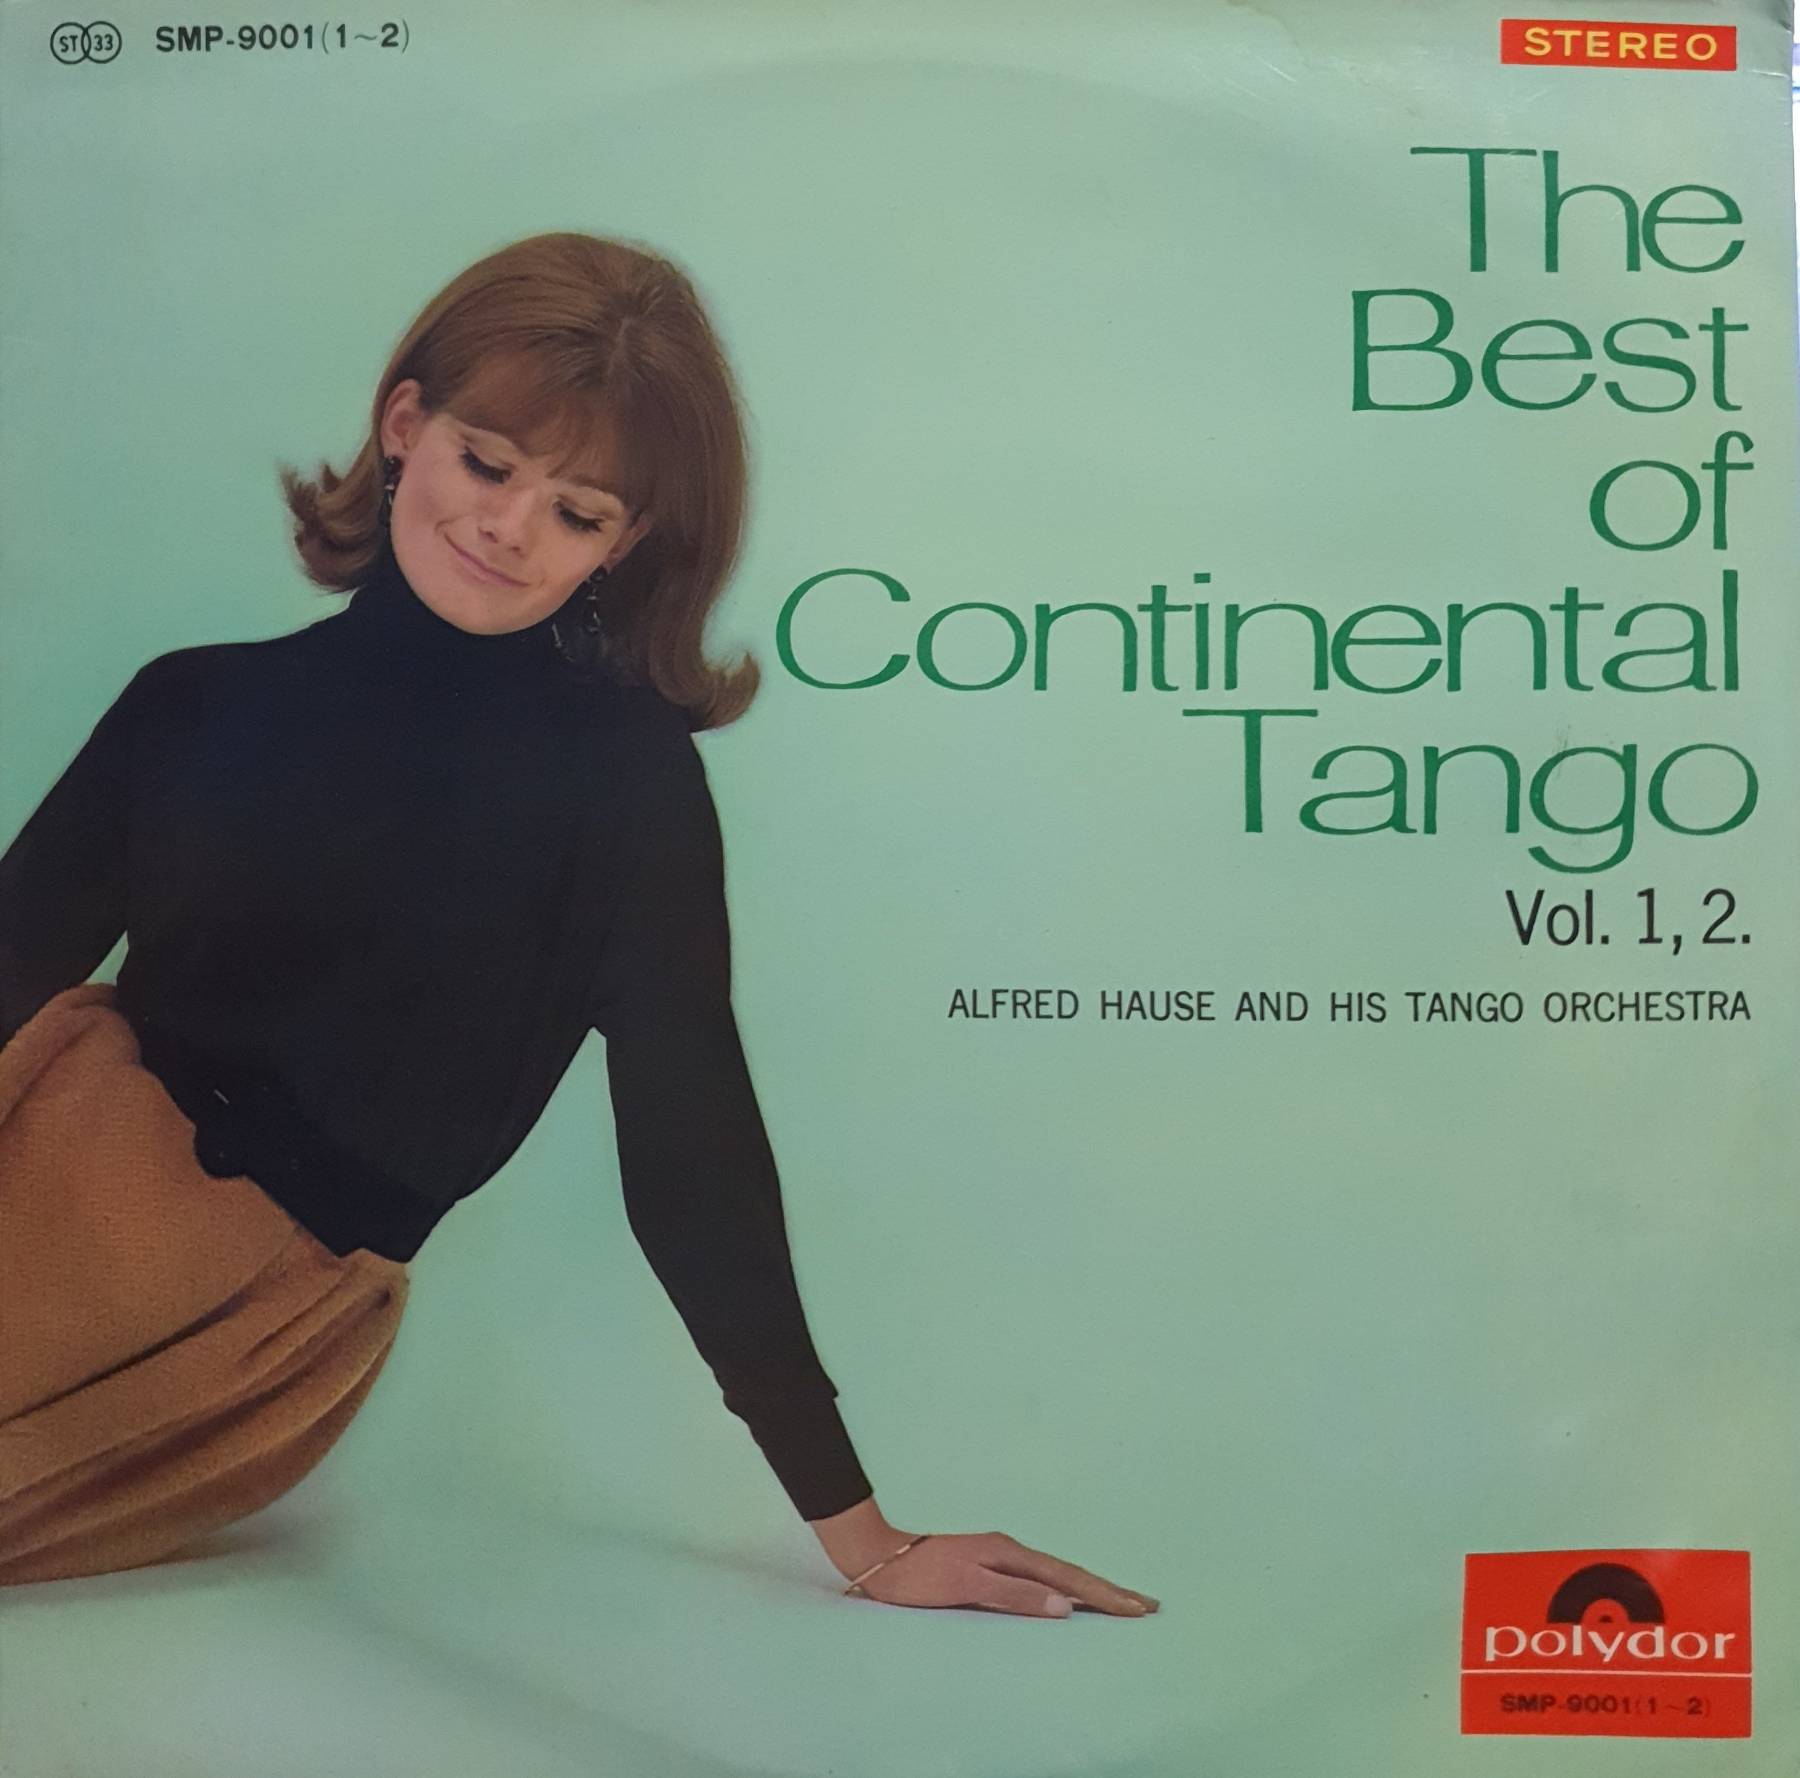 ST 33 SMP-9001(1~2)
STEREO
The
Best
of
Continental
Tango
Vol. 1, 2.
ALFRED HAUSE AND HIS TANGO ORCHESTRA
polydor
SMP-9001(1~2)